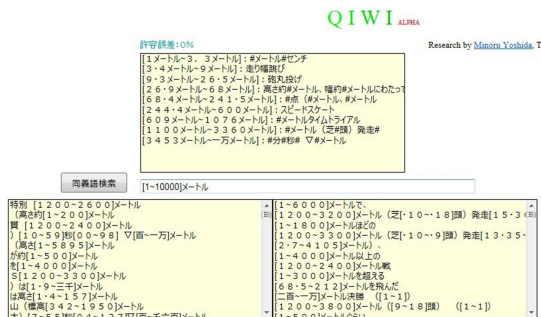 QIWI ALPHA
許容誤差:0%
Research by Minoru Yoshida, T
[1メートル~3.3メートル]:#メートル#センチ
[3・4メートル~9メートル]:走り幅跳び
[9・3メートル~26・5メートル]:砲丸投げ
[26・9メートル~68メートル]:高さ約#メートル、幅約#メートルにわたって
[68・4メートル~241・5メートル]:#点(#メートル、#メートル
[244・4メートル~600メートル]:スピードスケート
[609メートル~1076メートル]:#メートルタイムトライアル
[1100メートル~3360メートル]:#メートル(芝#頭)発走#
[3453メートル~一万メートル]:#分#秒# ▽#メートル
同義語検索
[1~10000]メートル
特別 [1200~2600]メートル
(高さ約[1~200]メートル
賞 [1200~2400]メートル
)[10~59]秒[00~98] ▽[百~一万]メートル
(高さ[1~5895]メートル
が約[1~500]メートル
を[1~4000]メートル
S[1200~3300]メートル
)は[1・9~三千]メートル
は高さ[1・4~157]メートル
山(標高[342~1950]メートル
[1~6000]メートルで、
[1200~3200]メートル(芝[・10~・18]頭)発走[15・3
[1~1800]メートルほどの
[1200~3300]メートル(芝[・10~・9]頭)発走[13・35~
[2・7~4105]メートル)、
[1~4000]メートル以上の
[1200~2400]メートル戦
[1~3000]メートルを超える
[68・5~212]メートルを飛んだ
[二百~一万]メートル決勝 ([1~1])
[1200~3800]メートル([9~18]頭) ([1~1])